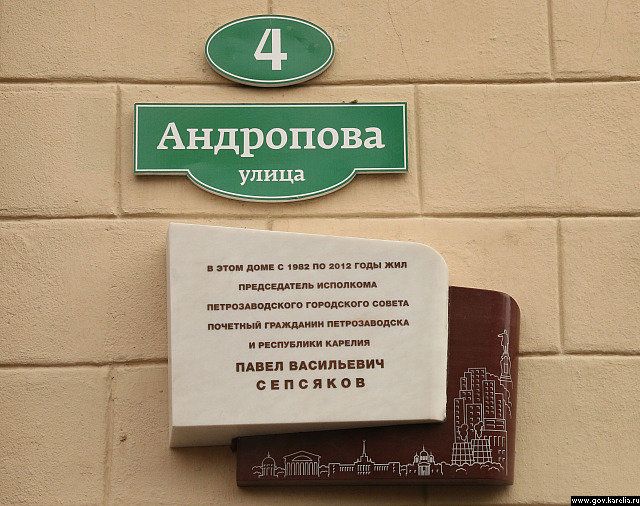 4
Андропова
улица
В ЭТОМ ДОМЕ С 1982 ПО 2012 ГОДЫ ЖИЛ
ПРЕДСЕДАТЕЛЬ ИСПОЛКОМА
ПЕТРОЗАВОДСКОГО ГОРОДСКОГО СОВЕТА
ПОЧЕТНЫЙ ГРАЖДАНИН ПЕТРОЗАВОДСКА
И РЕСПУБЛИКИ КАРЕЛИЯ
ПАВЕЛ ВАСИЛЬЕВИЧ
СЕПСЯКОВ
www.gov.karelia.ru